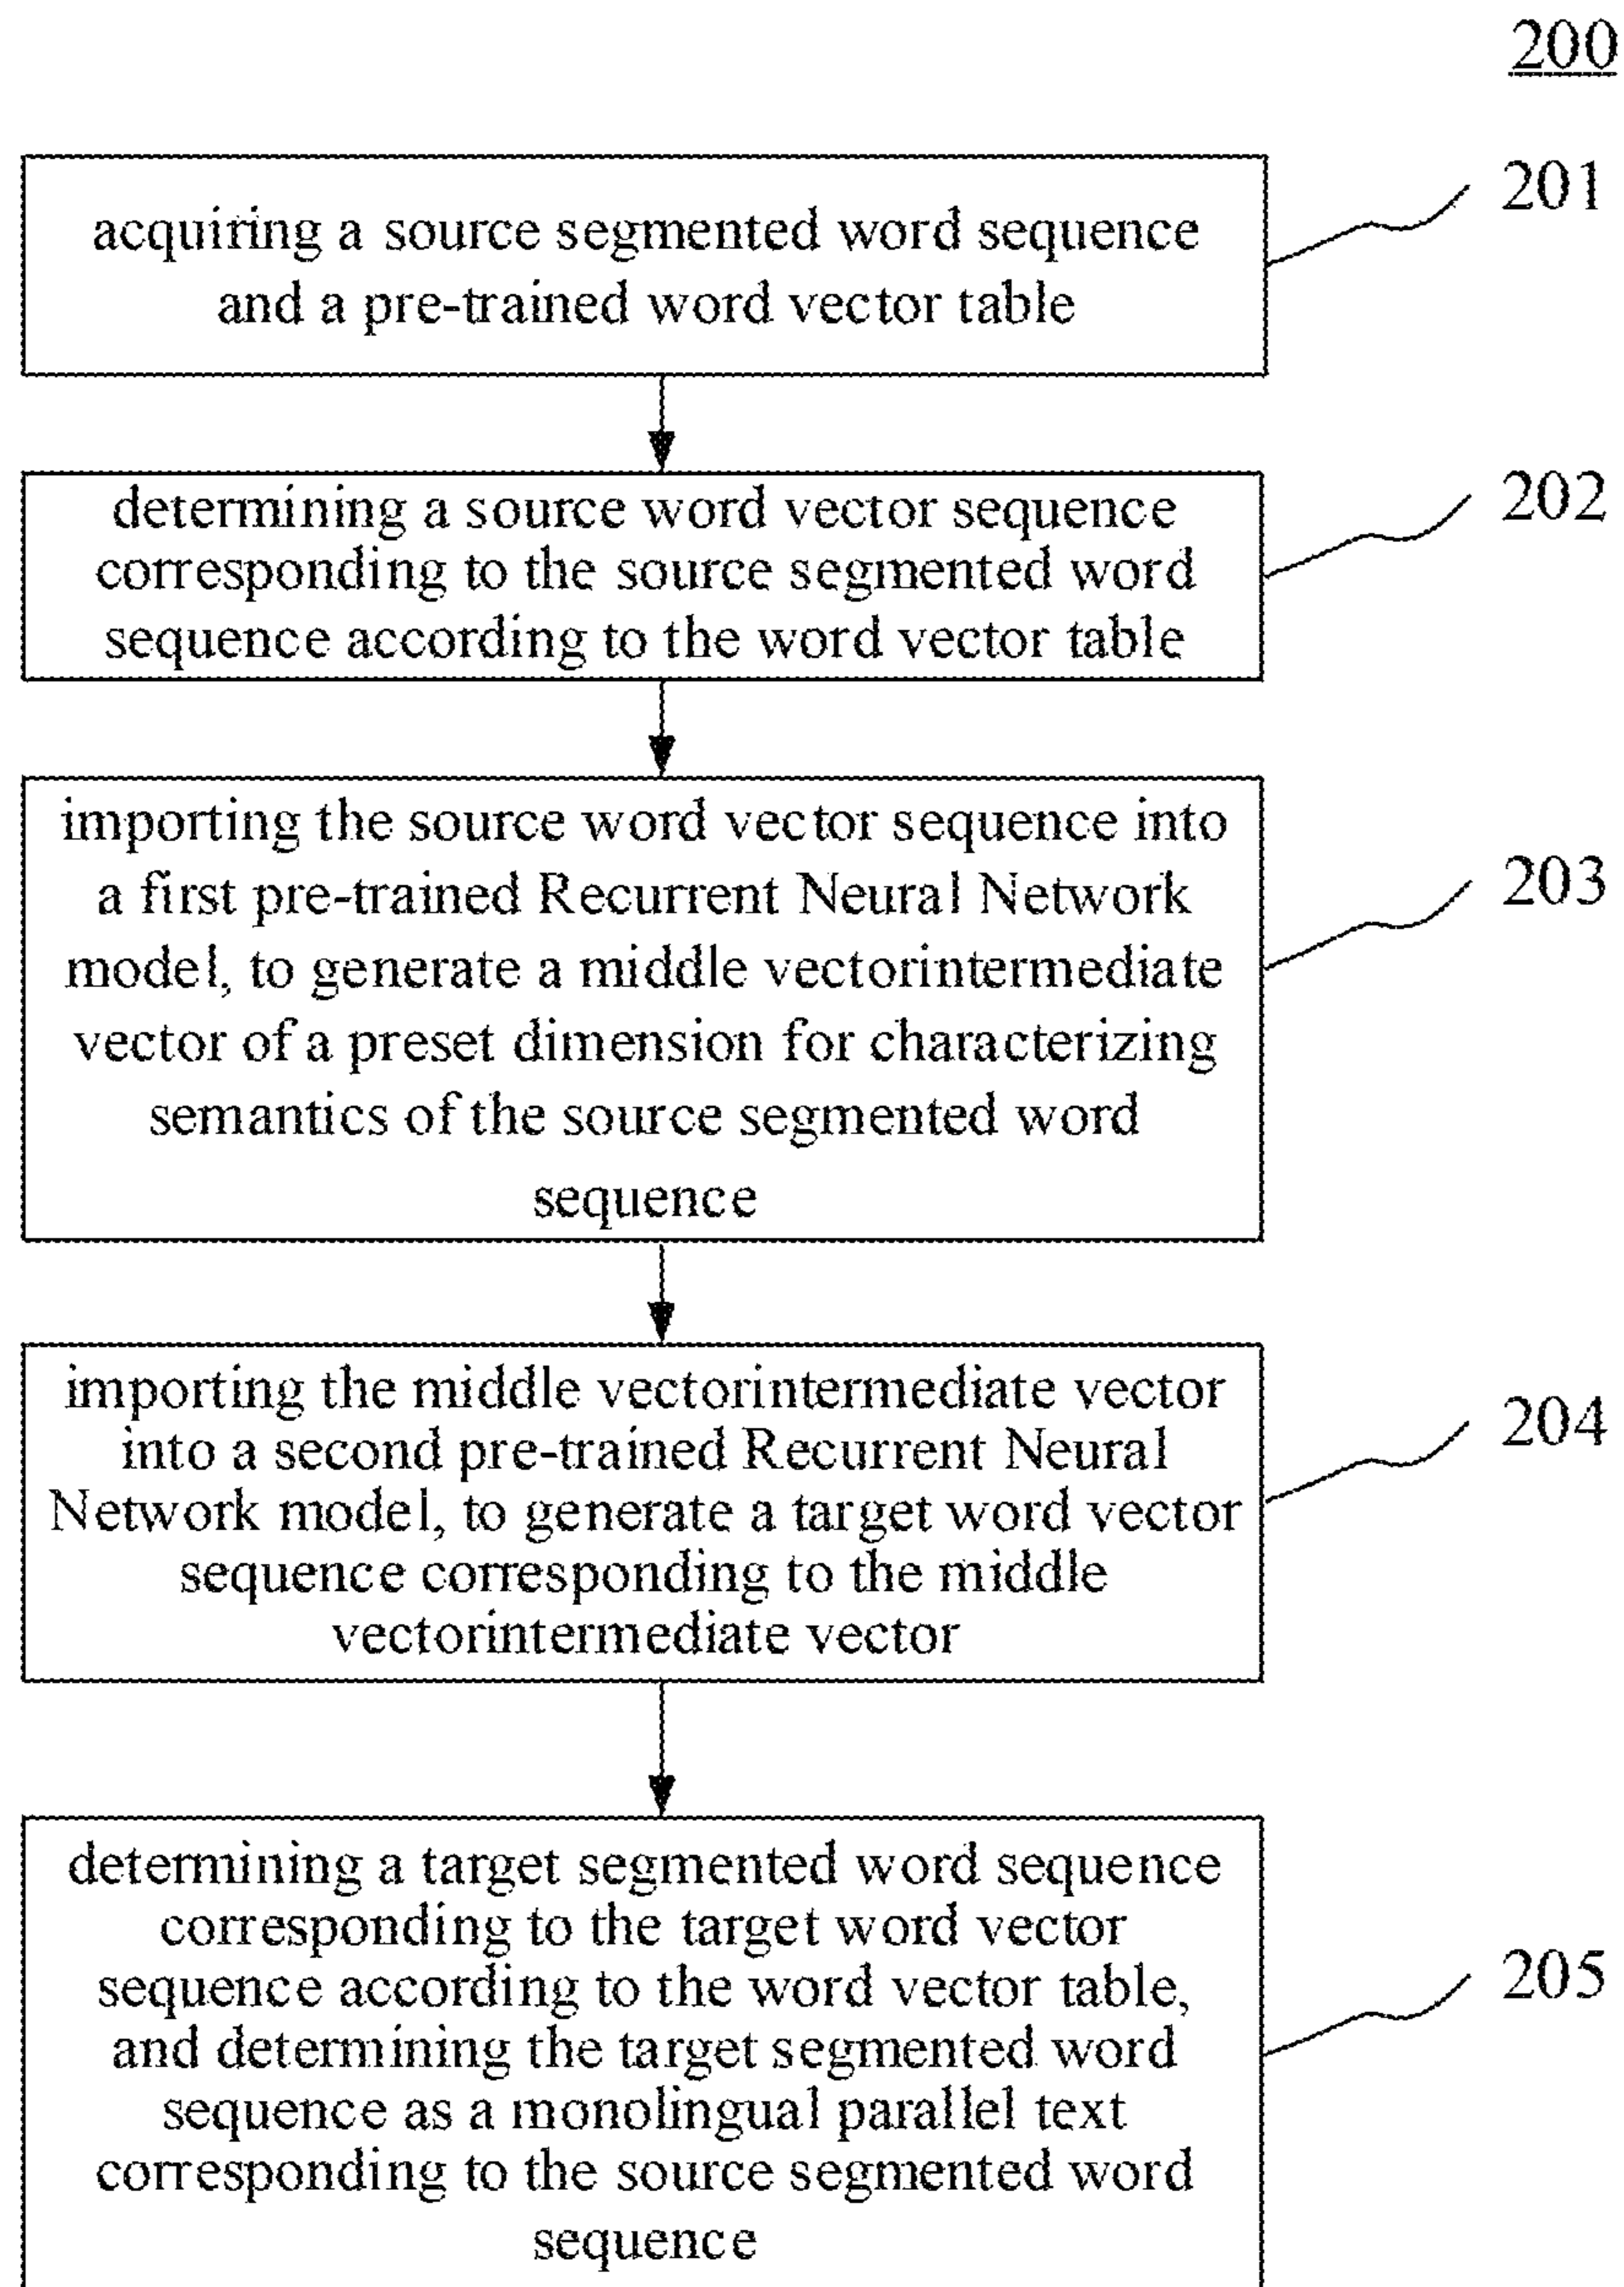 200
acquiring a source segmented word sequence
and a pre-trained word vector table
201
determining a source word vector sequence
corresponding to the source segmented word
sequence according to the word vector table
202
importing the source word vector sequence into
a first pre-trained Recurrent Neural Network
model, to generate a middle vectorintermediate
vector of a preset dimension for characterizing
semantics of the source segmented word
sequence
203
importing the middle vectorintermediate vector
into a second pre-trained Recurrent Neural
Network model, to generate a target word vector
sequence corresponding to the middle
vectorintermediate vector
204
determining a target segmented word sequence
corresponding to the target word vector
sequence according to the word vector table,
and determining the target segmented word
sequence as a monolingual parallel text
corresponding to the source segmented word
sequence
205